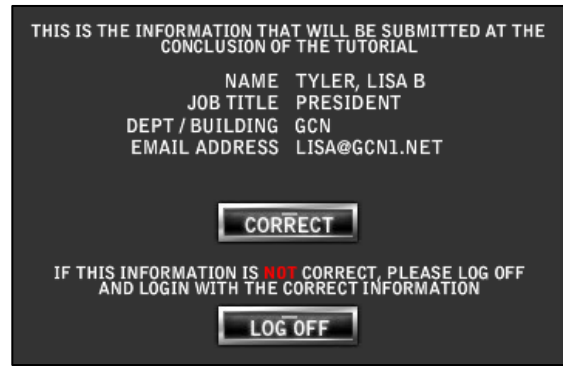 THIS IS THE INFORMATION THAT WILL BE SUBMITTED AT THE
CONCLUSION OF THE TUTORIAL
NAME TYLER, LISA B
JOB TITLE PRESIDENT
DEPT / BUILDING GCN
EMAIL ADDRESS LISA@GCN1.NET
CORRECT
IF THIS INFORMATION IS NOT CORRECT, PLEASE LOG OFF
AND LOGIN WITH THE CORRECT INFORMATION
LOG OFF